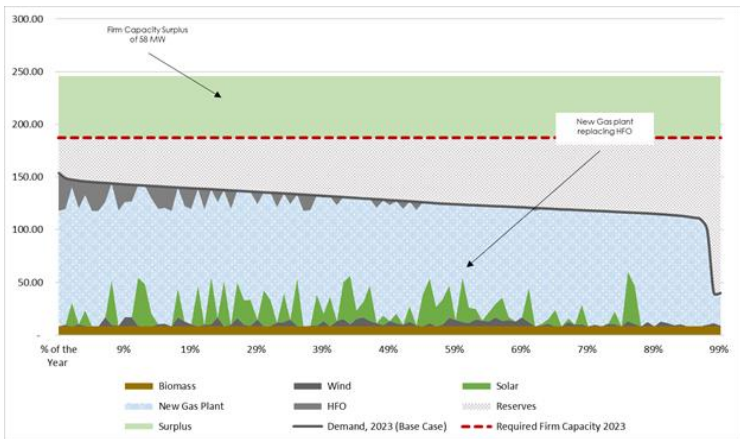 300.00
Firm Capacity Surplus
of 58 MW
250.00
New Gas plant
replacing HFO
200.00
150.00
100.00
50.00
-
% of the
Year
9%
19%
29%
39%
49%
59%
69%
79%
89%
99%
Biomass
Wind
Solar
New Gas Plant
HFO
Reserves
Surplus
Demand, 2023 (Base Case)
Required Firm Capacity 2023